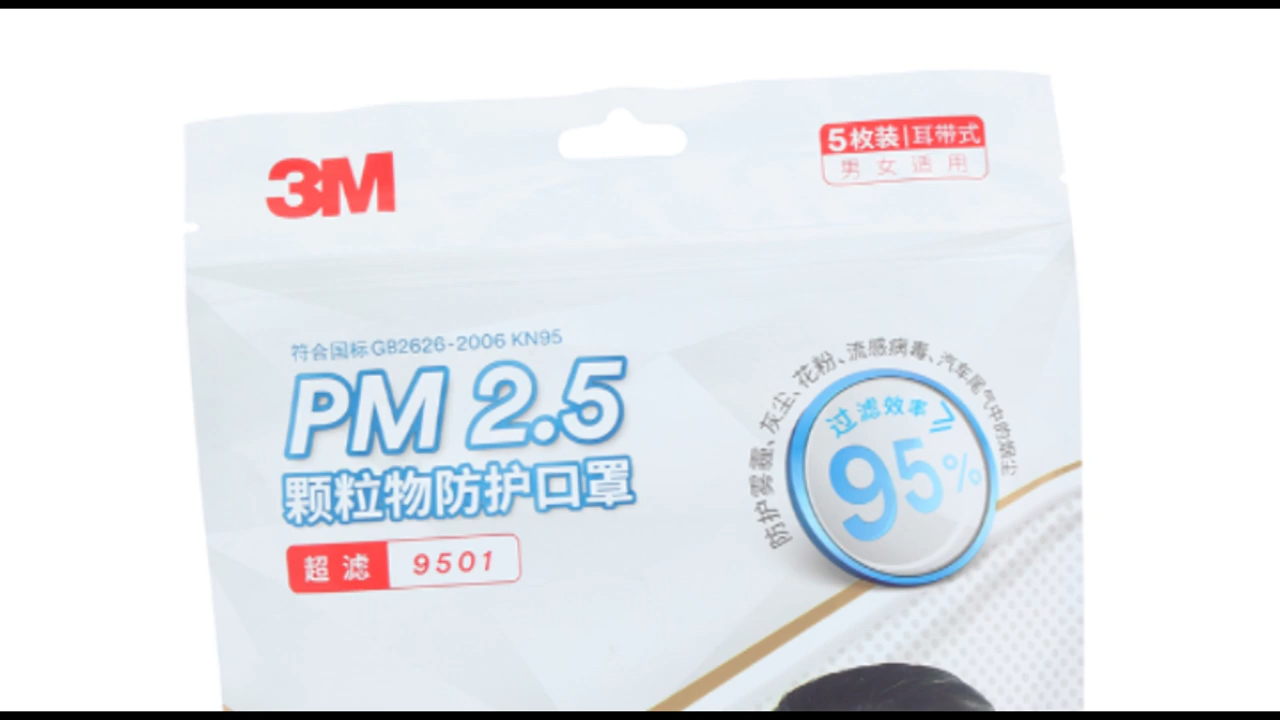 3M
5枚装|耳带式
男女适用
符合国标GB2626-2006 KN95
PM 2.5
颗粒物防护口罩
超滤 9501
防护雾霾、灰尘、花粉、流感病毒、汽车尾气中的烟尘
过滤效率≥
95%